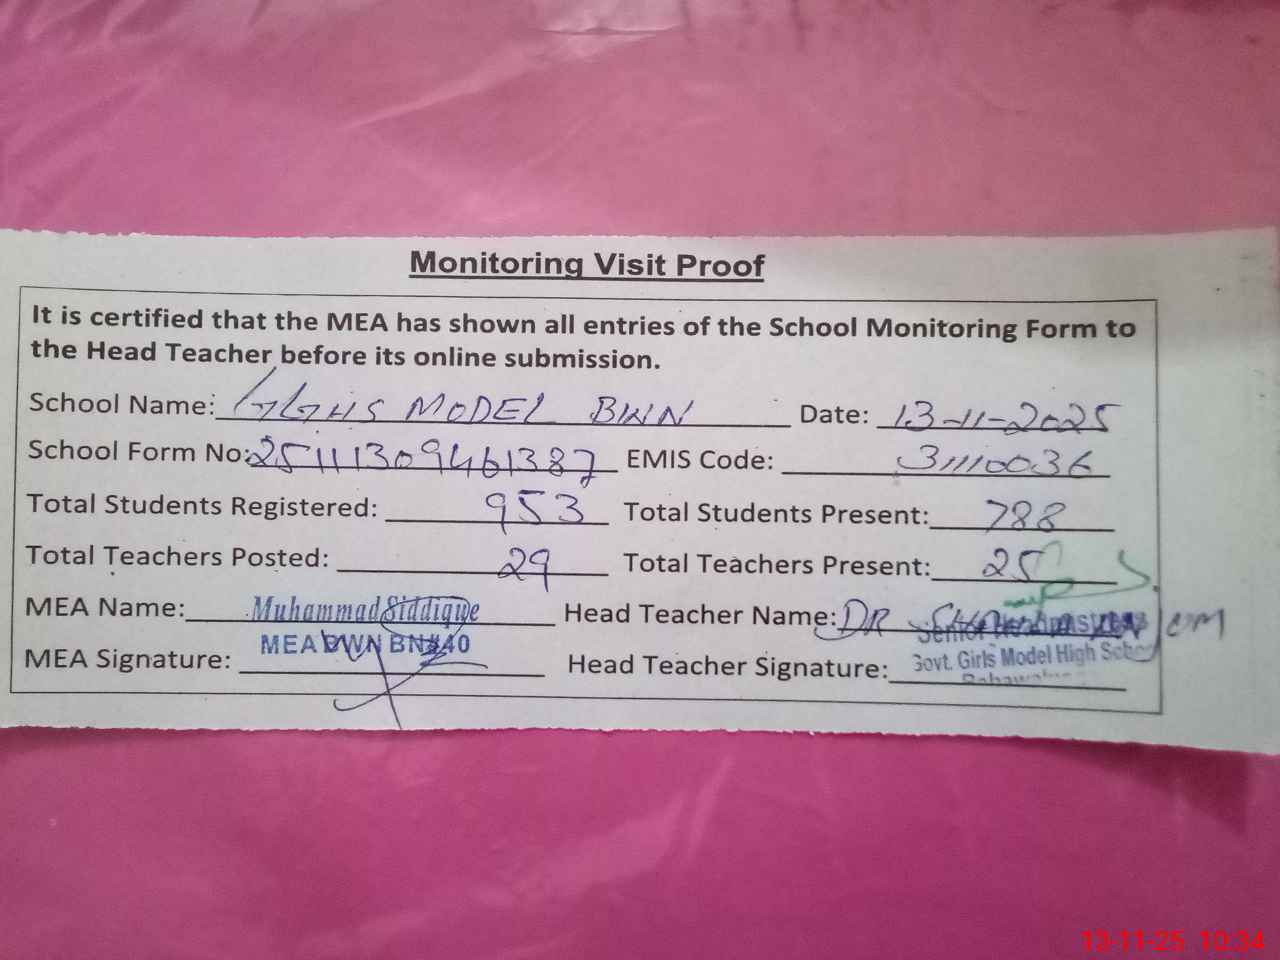 Monitoring Visit Proof
It is certified that the MEA has shown all entries of the School Monitoring Form to
the Head Teacher before its online submission.
School Name: GGHS MODEL BWN Date: 13-11-2025
School Form No: 25111309461387 EMIS Code: 31110036
Total Students Registered: 953 Total Students Present: 788
Total Teachers Posted: 29 Total Teachers Present: 25
MEA Name: Muhammad Siddique Head Teacher Name: DR
MEA BWN BN#40 Senior
MEA Signature: Head Teacher Signature: Govt. Girls Model High School
13-11-25 10:34